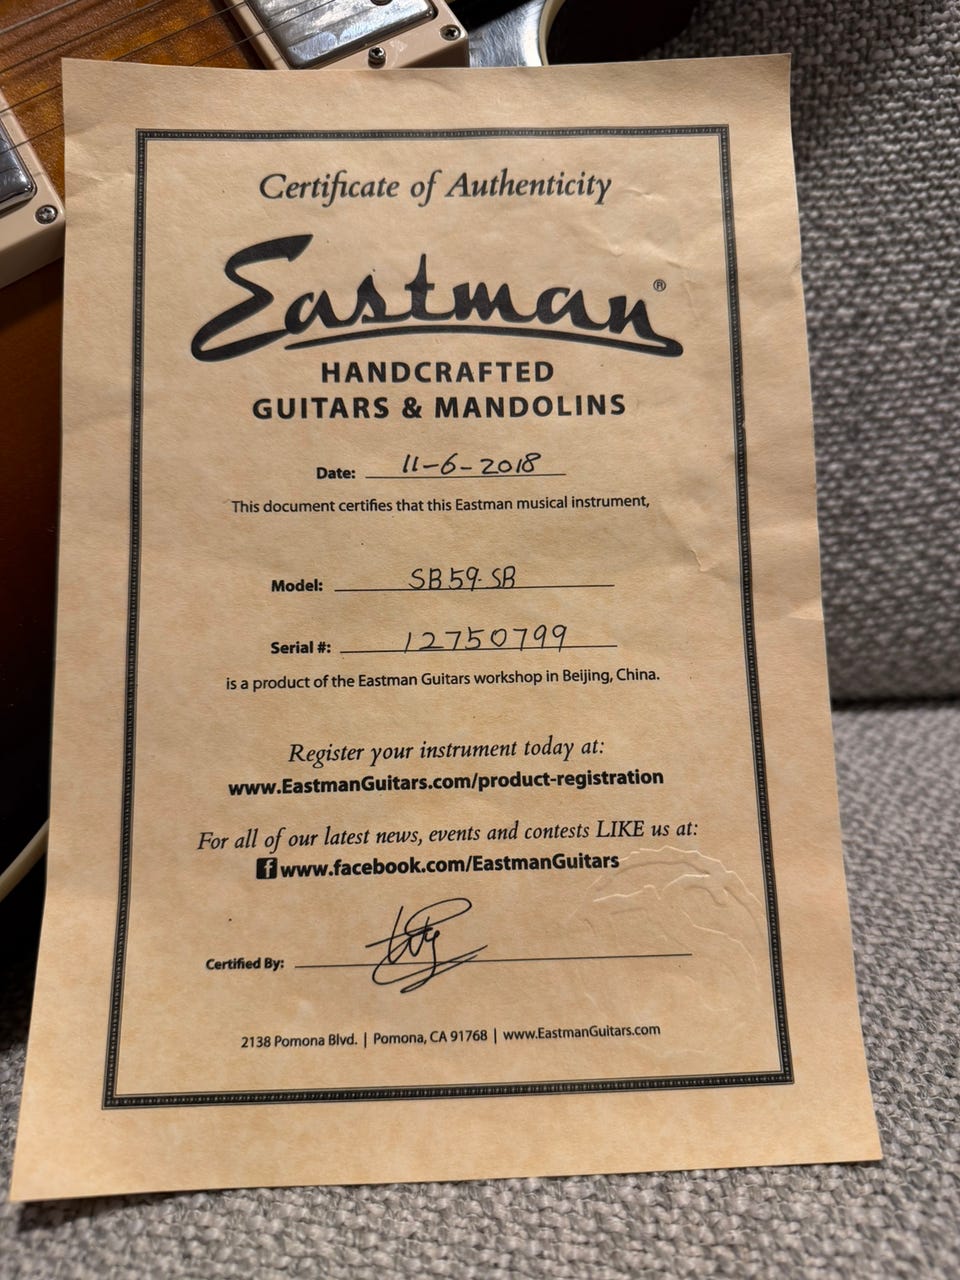 Certificate of Authenticity
Eastman®
HANDCRAFTED
GUITARS & MANDOLINS
Date: 11-6-2018
This document certifies that this Eastman musical instrument,
Model: SB59-SB
Serial #: 12750799
is a product of the Eastman Guitars workshop in Beijing, China.
Register your instrument today at:
www.EastmanGuitars.com/product-registration
For all of our latest news, events and contests LIKE us at:
f www.facebook.com/EastmanGuitars
Certified By:
2138 Pomona Blvd. | Pomona, CA 91768 | www.EastmanGuitars.com